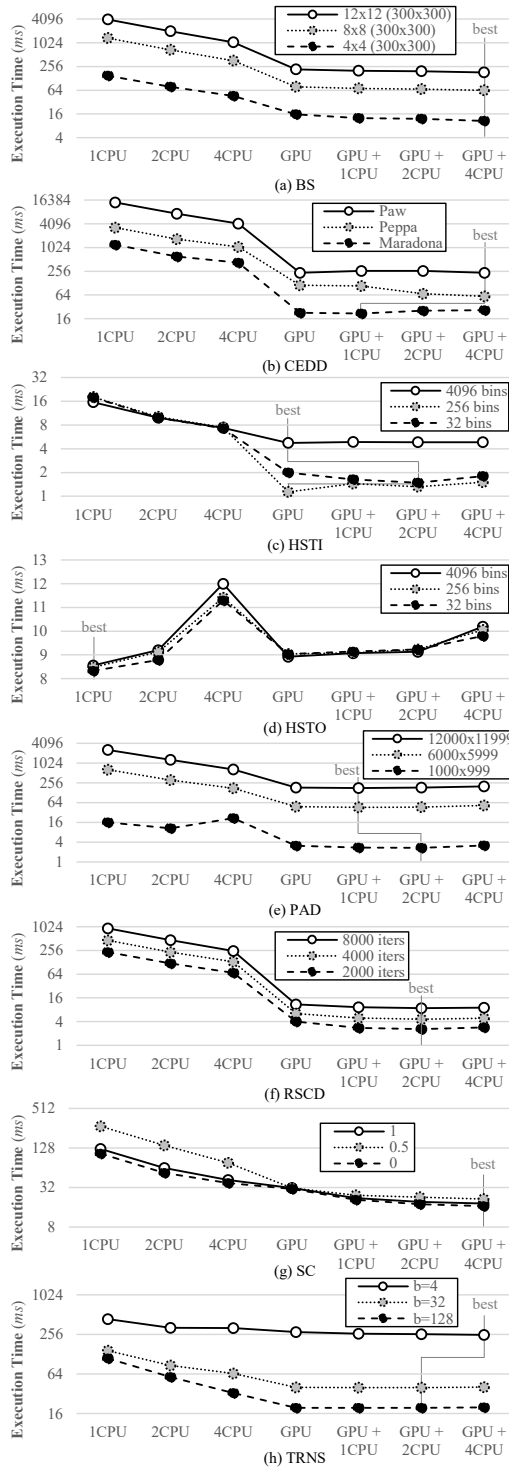 Execution Time (ms)
4096
1024
256
64
16
4
12x12 (300x300)
8x8 (300x300)
4x4 (300x300)
best
1CPU 2CPU 4CPU GPU GPU + 1CPU GPU + 2CPU GPU + 4CPU
(a) BS
Execution Time (ms)
16384
4096
1024
256
64
16
Paw
Peppa
Maradona
best
1CPU 2CPU 4CPU GPU GPU + 1CPU GPU + 2CPU GPU + 4CPU
(b) CEDD
Execution Time (ms)
32
16
8
4
2
1
4096 bins
256 bins
32 bins
best
1CPU 2CPU 4CPU GPU GPU + 1CPU GPU + 2CPU GPU + 4CPU
(c) HSTI
Execution Time (ms)
13
12
11
10
9
8
4096 bins
256 bins
32 bins
best
1CPU 2CPU 4CPU GPU GPU + 1CPU GPU + 2CPU GPU + 4CPU
(d) HSTO
Execution Time (ms)
4096
1024
256
64
16
4
1
12000x11999
6000x5999
1000x999
best
1CPU 2CPU 4CPU GPU GPU + 1CPU GPU + 2CPU GPU + 4CPU
(e) PAD
Execution Time (ms)
1024
256
64
16
4
1
8000 iters
4000 iters
2000 iters
best
1CPU 2CPU 4CPU GPU GPU + 1CPU GPU + 2CPU GPU + 4CPU
(f) RSCD
Execution Time (ms)
512
128
32
8
1
0.5
0
best
1CPU 2CPU 4CPU GPU GPU + 1CPU GPU + 2CPU GPU + 4CPU
(g) SC
Execution Time (ms)
1024
256
64
16
b=4
b=32
b=128
best
1CPU 2CPU 4CPU GPU GPU + 1CPU GPU + 2CPU GPU + 4CPU
(h) TRNS